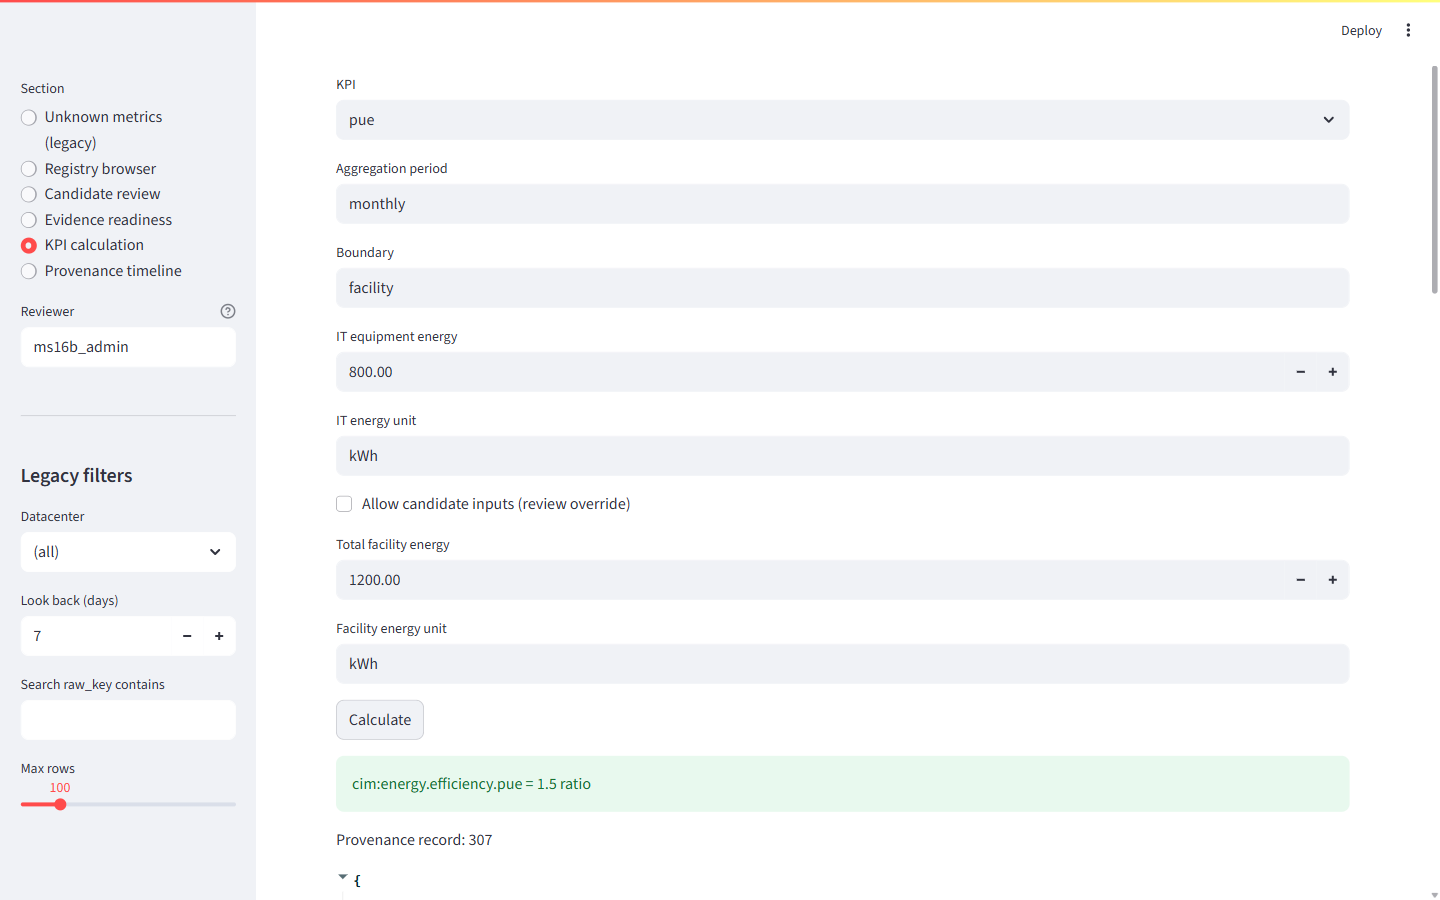 Deploy
Section
Unknown metrics
(legacy)
Registry browser
Candidate review
Evidence readiness
KPI calculation
Provenance timeline
Reviewer
ms16b_admin
Legacy filters
Datacenter
(all)
Look back (days)
7
Search raw_key contains
Max rows
100
KPI
pue
Aggregation period
monthly
Boundary
facility
IT equipment energy
800.00
IT energy unit
kWh
Allow candidate inputs (review override)
Total facility energy
1200.00
Facility energy unit
kWh
Calculate
cim:energy.efficiency.pue = 1.5 ratio
Provenance record: 307
{